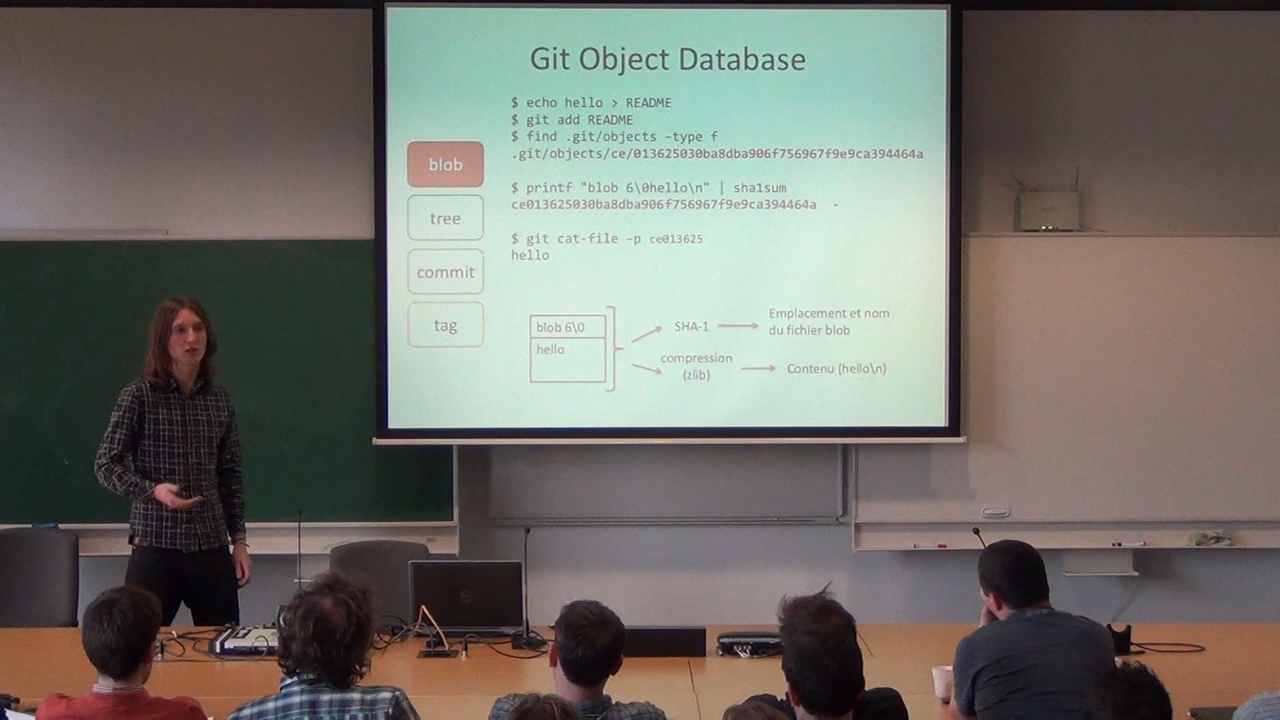 Git Object Database
$ echo hello > README
$ git add README
$ find .git/objects –type f
.git/objects/ce/013625030ba8dba906f756967f9e9ca394464a
$ printf "blob 6\0hello\n" | sha1sum
ce013625030ba8dba906f756967f9e9ca394464a -
$ git cat-file –p ce013625
hello
blob
tree
commit
tag
blob 6\0
hello
SHA-1
Emplacement et nom
du fichier blob
compression
(zlib)
Contenu (hello\n)